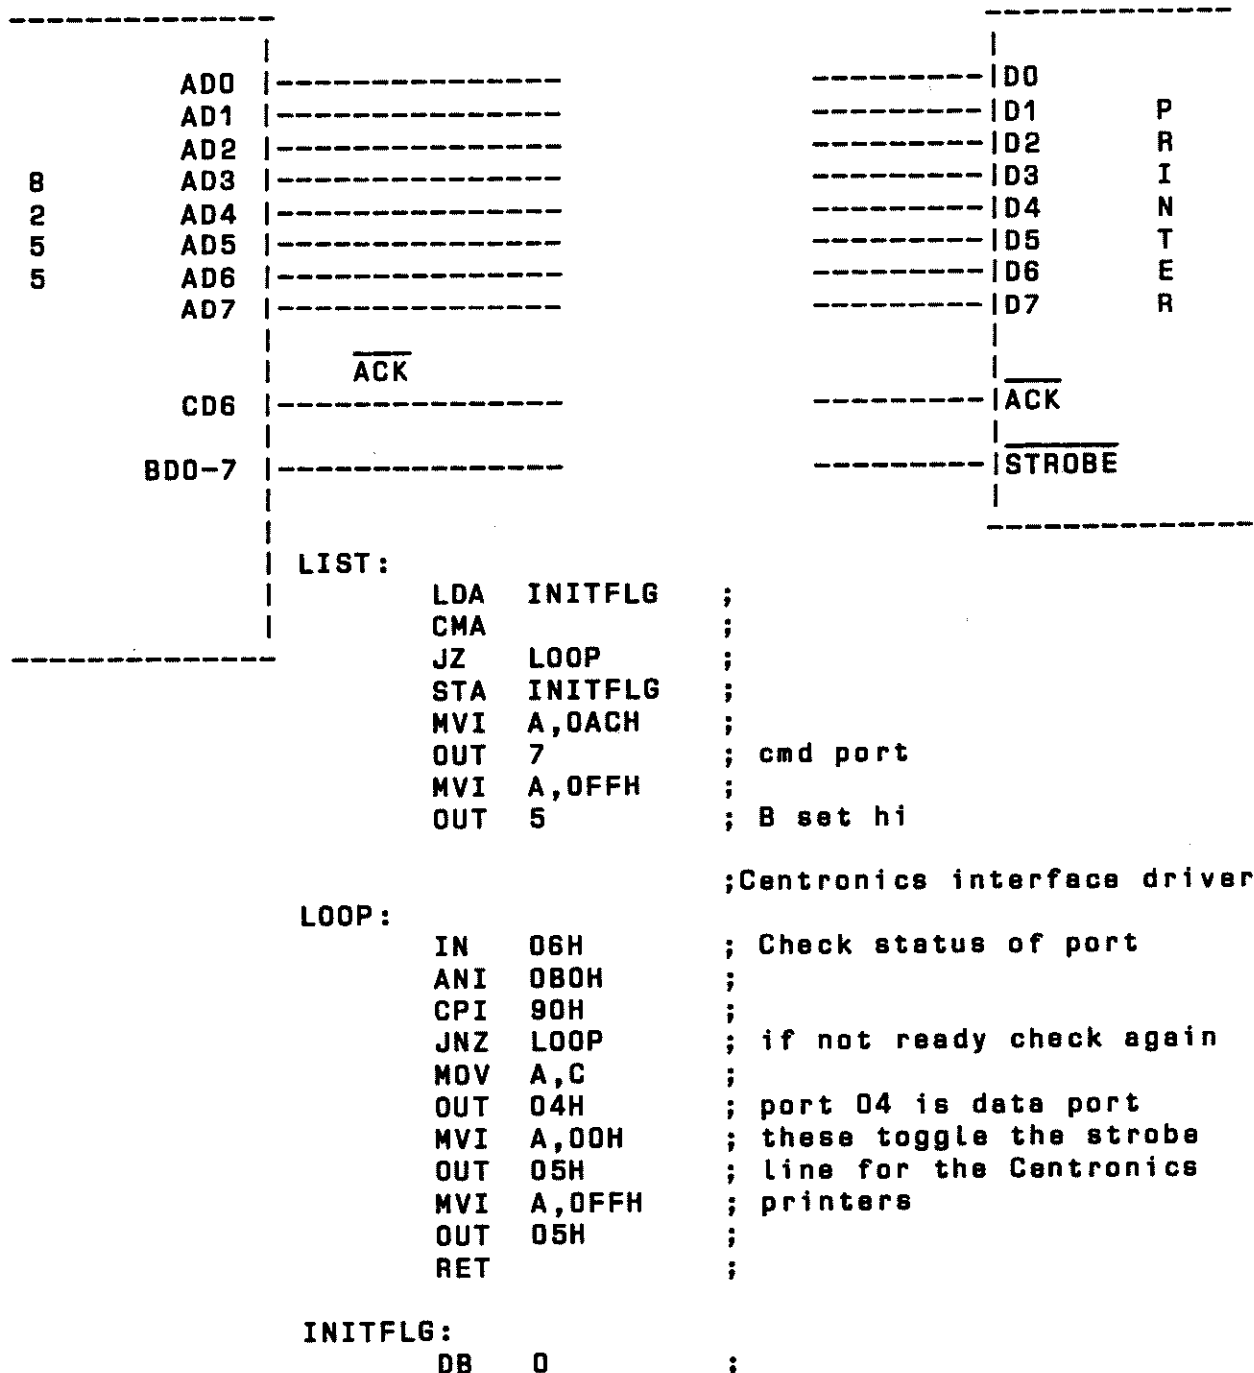 AD0 D0
AD1 D1 P
AD2 D2 R
8 AD3 D3 I
2 AD4 D4 N
5 AD5 D5 T
5 AD6 D6 E
AD7 D7 R
ACK
CD6 ACK
BD0-7 STROBE
LIST:
LDA INITFLG ;
CMA ;
JZ LOOP ;
STA INITFLG ;
MVI A,0ACH ;
OUT 7 ; cmd port
MVI A,0FFH ;
OUT 5 ; B set hi
;Centronics interface driver
LOOP:
IN 06H ; Check status of port
ANI 0B0H ;
CPI 90H ;
JNZ LOOP ; if not ready check again
MOV A,C ;
OUT 04H ; port 04 is data port
MVI A,00H ; these toggle the strobe
OUT 05H ; line for the Centronics
MVI A,0FFH ; printers
OUT 05H ;
RET ;
INITFLG:
DB 0 ;